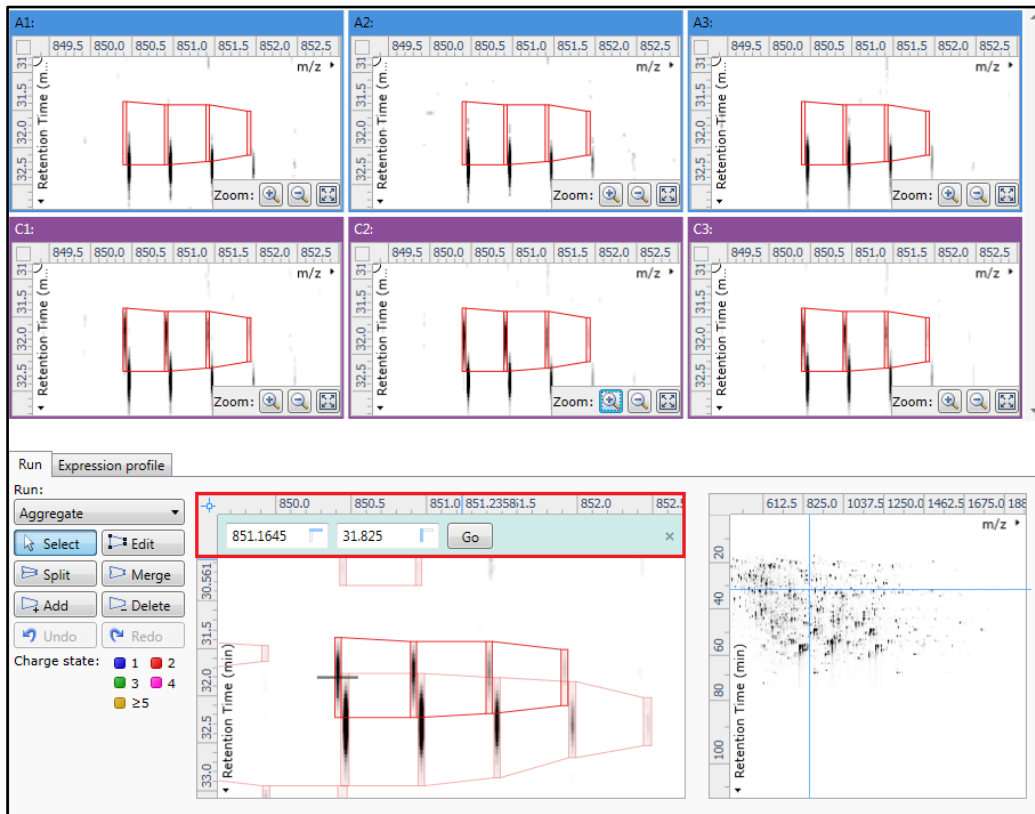 A1: A2: A3:
849.5 850.0 850.5 851.0 851.5 852.0 852.5 849.5 850.0 850.5 851.0 851.5 852.0 852.5 849.5 850.0 850.5 851.0 851.5 852.0 852.5
m/z m/z m/z
31 31.5 32.0 32.5 31 31.5 32.0 32.5 31 31.5 32.0 32.5
Retention Time (m... Retention Time (m... Retention Time (m...
Zoom: Zoom: Zoom:
C1: C2: C3:
849.5 850.0 850.5 851.0 851.5 852.0 852.5 849.5 850.0 850.5 851.0 851.5 852.0 852.5 849.5 850.0 850.5 851.0 851.5 852.0 852.5
m/z m/z m/z
31 31.5 32.0 32.5 31 31.5 32.0 32.5 31 31.5 32.0 32.5
Retention Time (m... Retention Time (m... Retention Time (m...
Zoom: Zoom: Zoom:
Run Expression profile
Run:
Aggregate
Select Edit
Split Merge
Add Delete
Undo Redo
Charge state: 1 2
3 4
≥5
850.0 850.5 851.0 851.235861.5 852.0 852.5
851.1645 31.825 Go ×
30.561 31.5 32.0 32.5 33.0
Retention Time (min)
612.5 825.0 1037.5 1250.0 1462.5 1675.0 188
m/z
20 40 60 80 100
Retention Time (min)